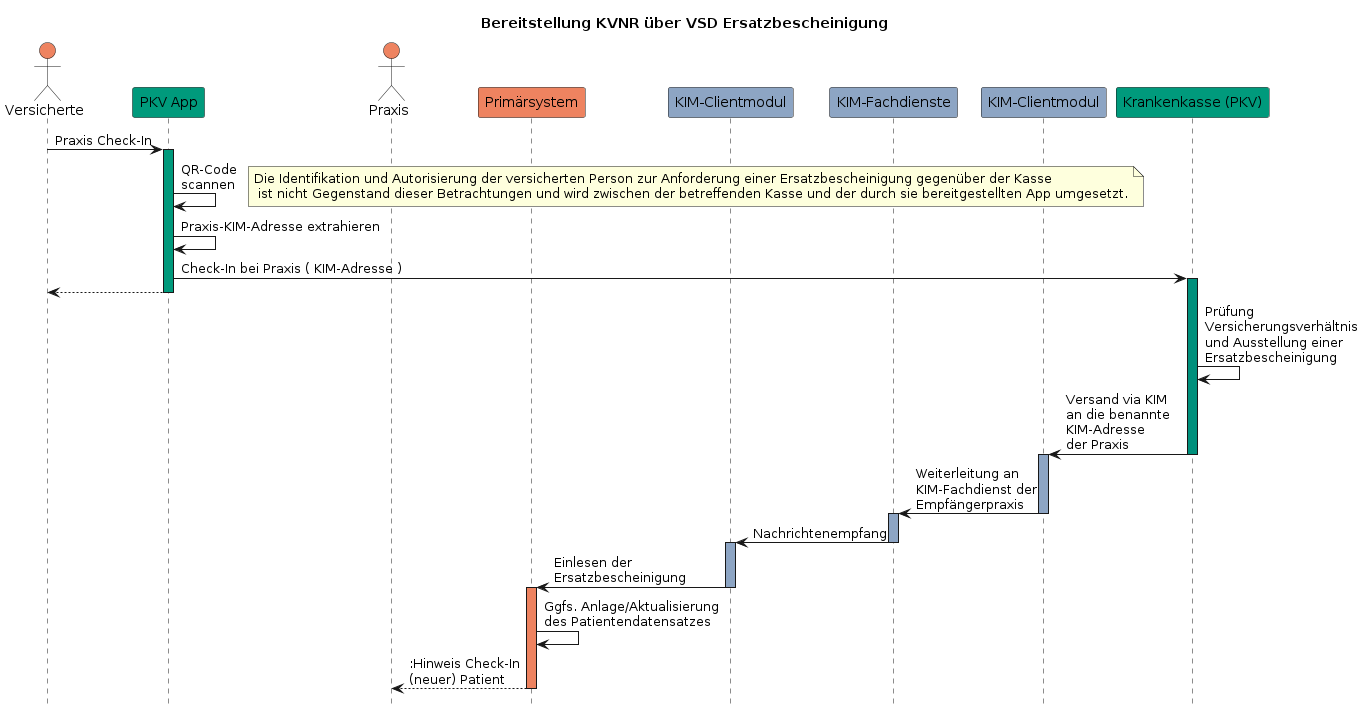 Bereitstellung KVNR über VSD Ersatzbescheinigung
Versicherte
PKV App
Praxis
Primärsystem
KIM-Clientmodul
KIM-Fachdienste
KIM-Clientmodul
Krankenkasse (PKV)
Praxis Check-In
QR-Code
scannen
Die Identifikation und Autorisierung der versicherten Person zur Anforderung einer Ersatzbescheinigung gegenüber der Kasse
ist nicht Gegenstand dieser Betrachtungen und wird zwischen der betreffenden Kasse und der durch sie bereitgestellten App umgesetzt.
Praxis-KIM-Adresse extrahieren
Check-In bei Praxis ( KIM-Adresse )
Prüfung
Versicherungsverhältnis
und Ausstellung einer
Ersatzbescheinigung
Versand via KIM
an die benannte
KIM-Adresse
der Praxis
Weiterleitung an
KIM-Fachdienst der
Empfängerpraxis
Nachrichtenempfang
Einlesen der
Ersatzbescheinigung
Ggfs. Anlage/Aktualisierung
des Patientendatensatzes
:Hinweis Check-In
(neuer) Patient